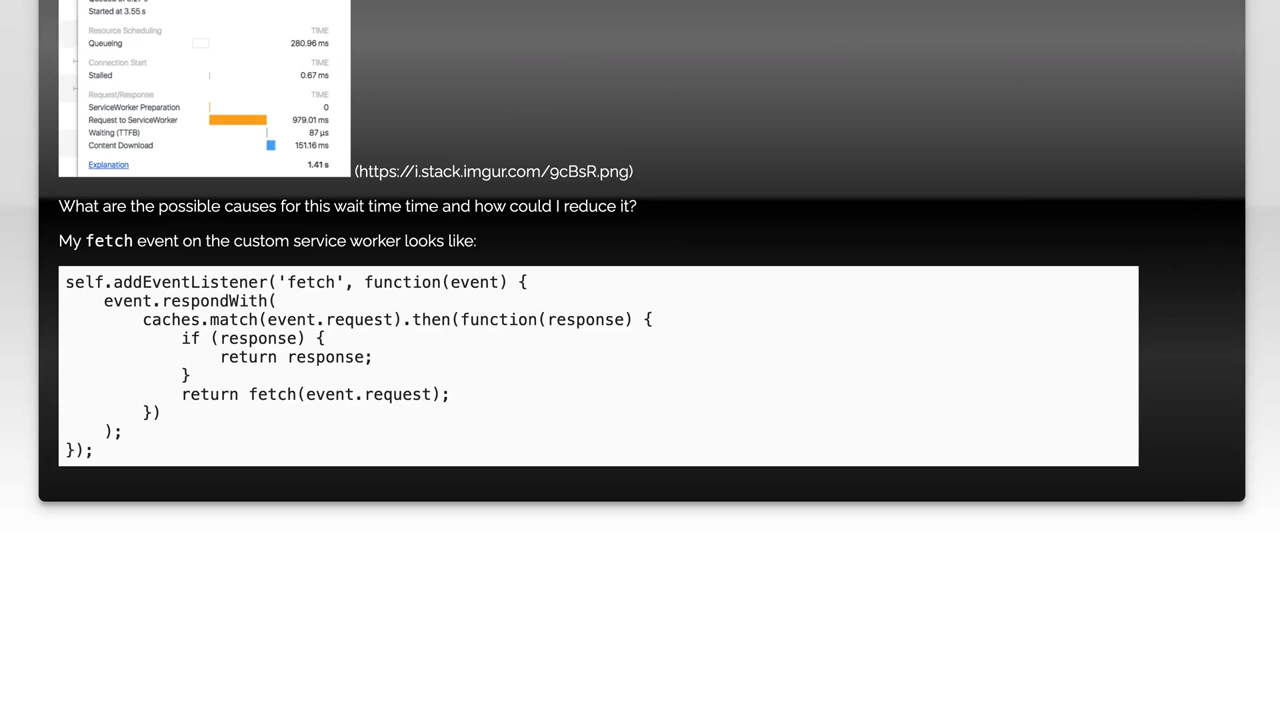 Started at 3.55 s
Resource Scheduling TIME
Queueing 280.96 ms
Connection Start TIME
Stalled 0.67 ms
Request/Response TIME
ServiceWorker Preparation 0
Request to ServiceWorker 979.01 ms
Waiting (TTFB) 87 µs
Content Download 151.16 ms
Explanation 1.41 s
(https://i.stack.imgur.com/9cBsR.png)
What are the possible causes for this wait time time and how could I reduce it?
My fetch event on the custom service worker looks like:
self.addEventListener('fetch', function(event) {
    event.respondWith(
        caches.match(event.request).then(function(response) {
            if (response) {
                return response;
            }
            return fetch(event.request);
        })
    );
});